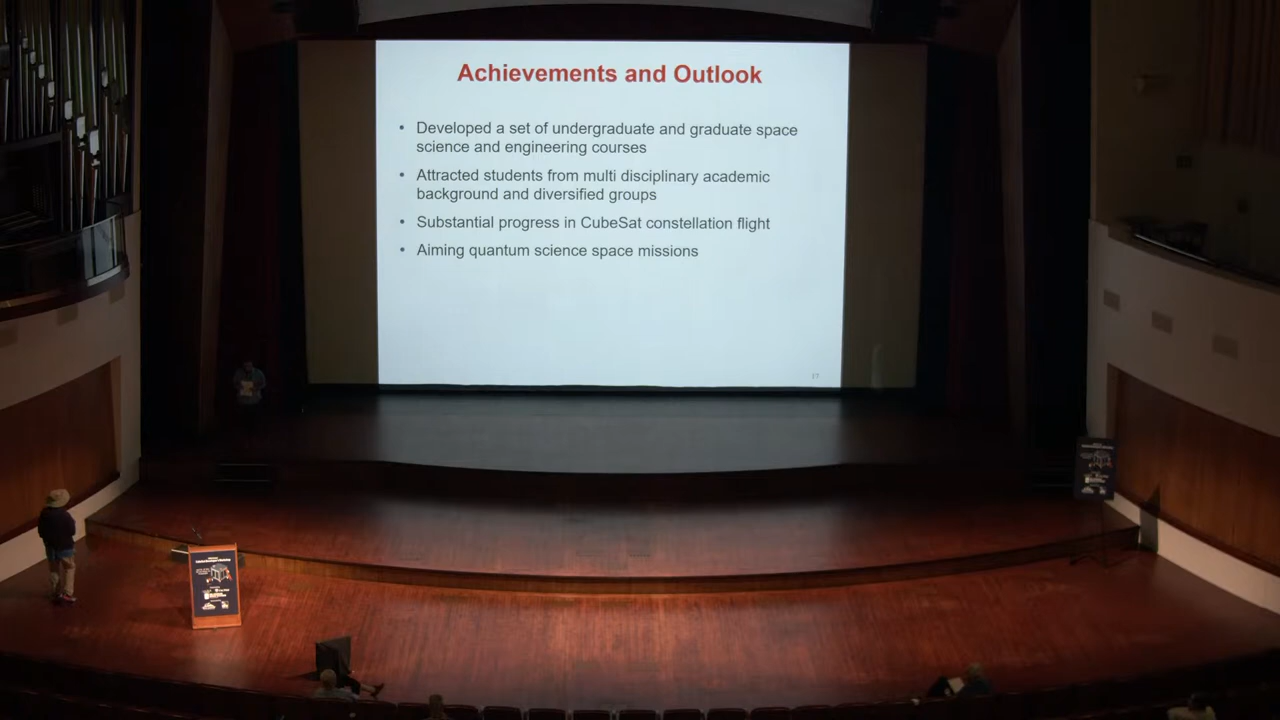 Achievements and Outlook
• Developed a set of undergraduate and graduate space
science and engineering courses
• Attracted students from multi disciplinary academic
background and diversified groups
• Substantial progress in CubeSat constellation flight
• Aiming quantum science space missions